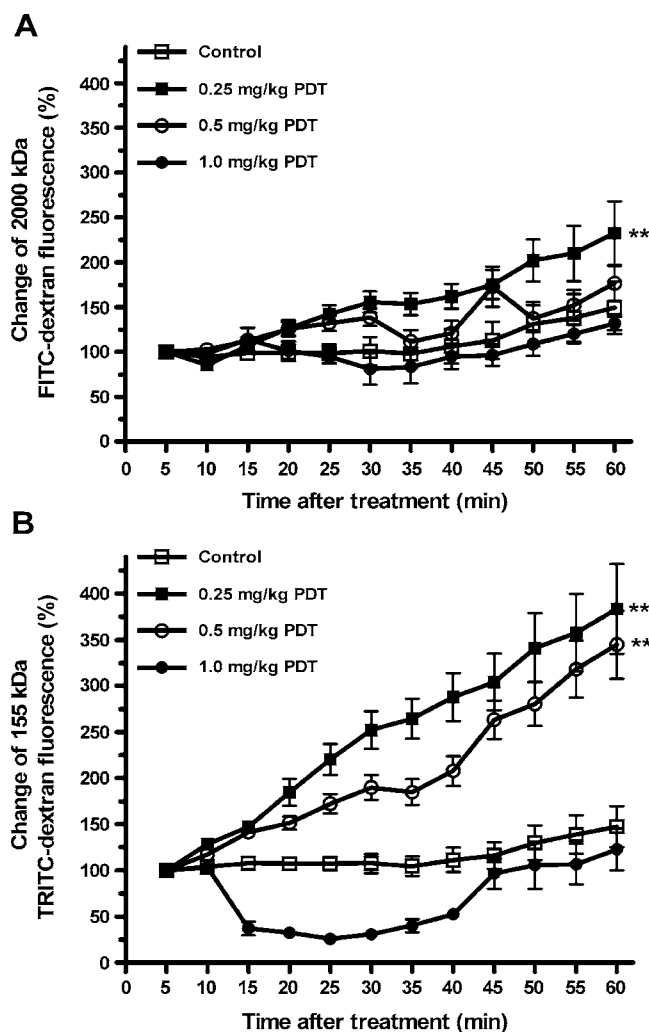 A
Control
0.25 mg/kg PDT
0.5 mg/kg PDT
1.0 mg/kg PDT
Change of 2000 kDa
FITC-dextran fluorescence (%)
400
350
300
250
200
150
100
50
0
**
0 5 10 15 20 25 30 35 40 45 50 55 60
Time after treatment (min)
B
Control
0.25 mg/kg PDT
0.5 mg/kg PDT
1.0 mg/kg PDT
Change of 155 kDa
TRITC-dextran fluorescence (%)
400
350
300
250
200
150
100
50
0
**
**
0 5 10 15 20 25 30 35 40 45 50 55 60
Time after treatment (min)